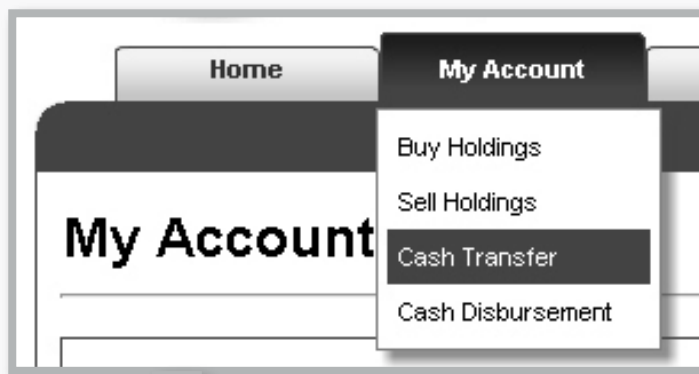 Home
My Account
Buy Holdings
Sell Holdings
My Account
Cash Transfer
Cash Disbursement